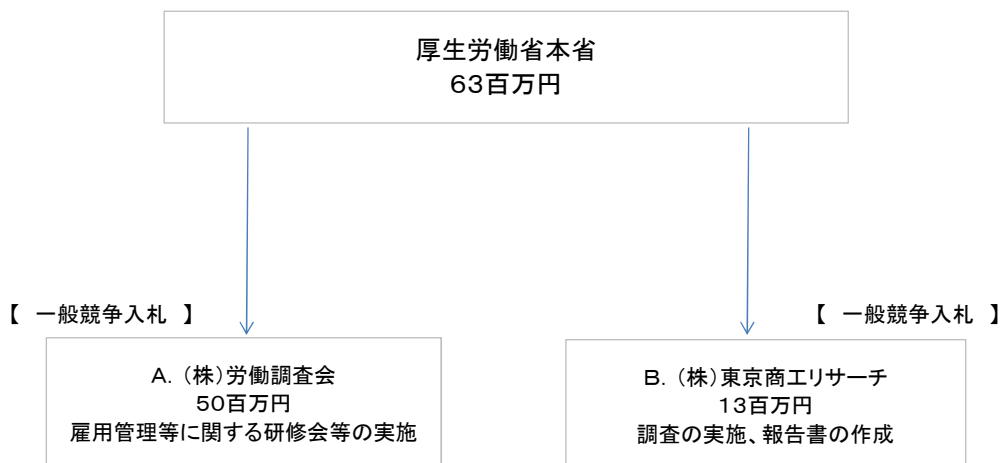 厚生労働省本省
63百万円
【　一般競争入札　】
【　一般競争入札　】
A. （株）労働調査会
50百万円
雇用管理等に関する研修会等の実施
B. （株）東京商工リサーチ
13百万円
調査の実施、報告書の作成